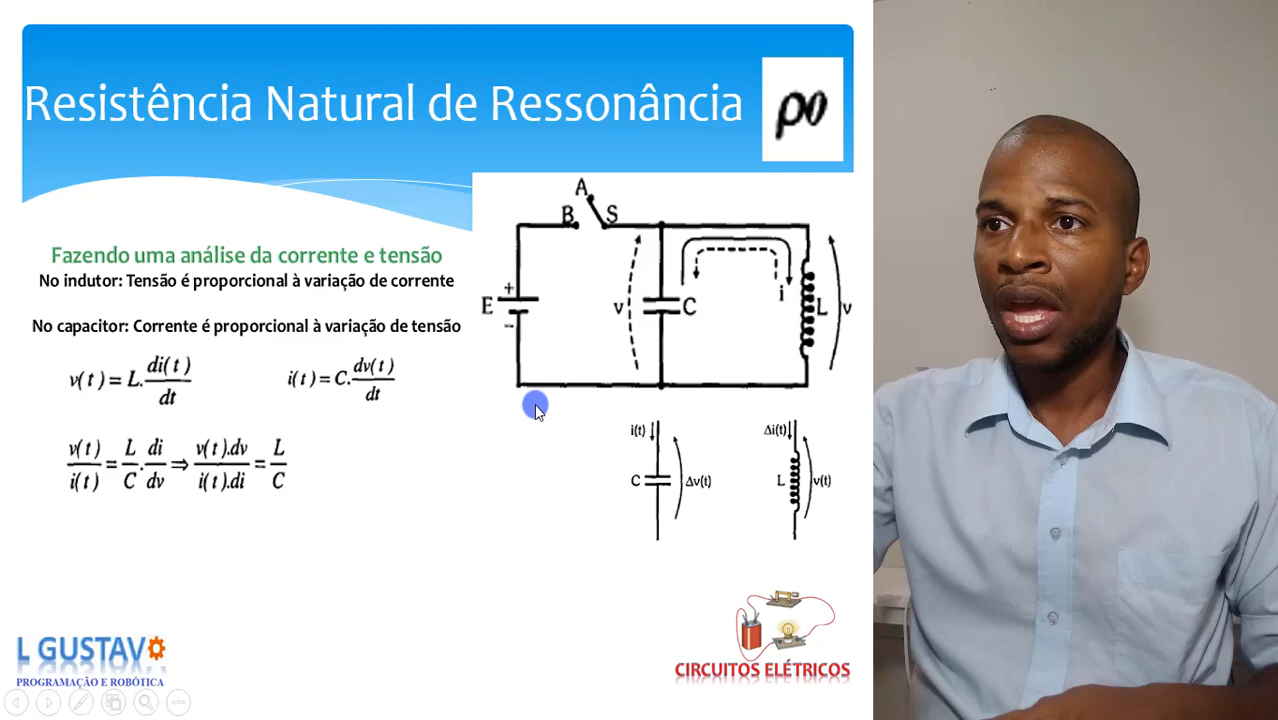 Resistência Natural de Ressonância
ρ0
Fazendo uma análise da corrente e tensão
No indutor: Tensão é proporcional à variação de corrente
No capacitor: Corrente é proporcional à variação de tensão
v(t) = L. di(t)/dt
i(t) = C. dv(t)/dt
v(t)/i(t) = L/C . di/dv ⇒ v(t).dv/i(t).di = L/C
A
B S
+
E
−
v
C
i
L
v
i(t)
C
Δv(t)
Δi(t)
L
v(t)
L GUSTAVO
PROGRAMAÇÃO E ROBÓTICA
CIRCUITOS ELÉTRICOS